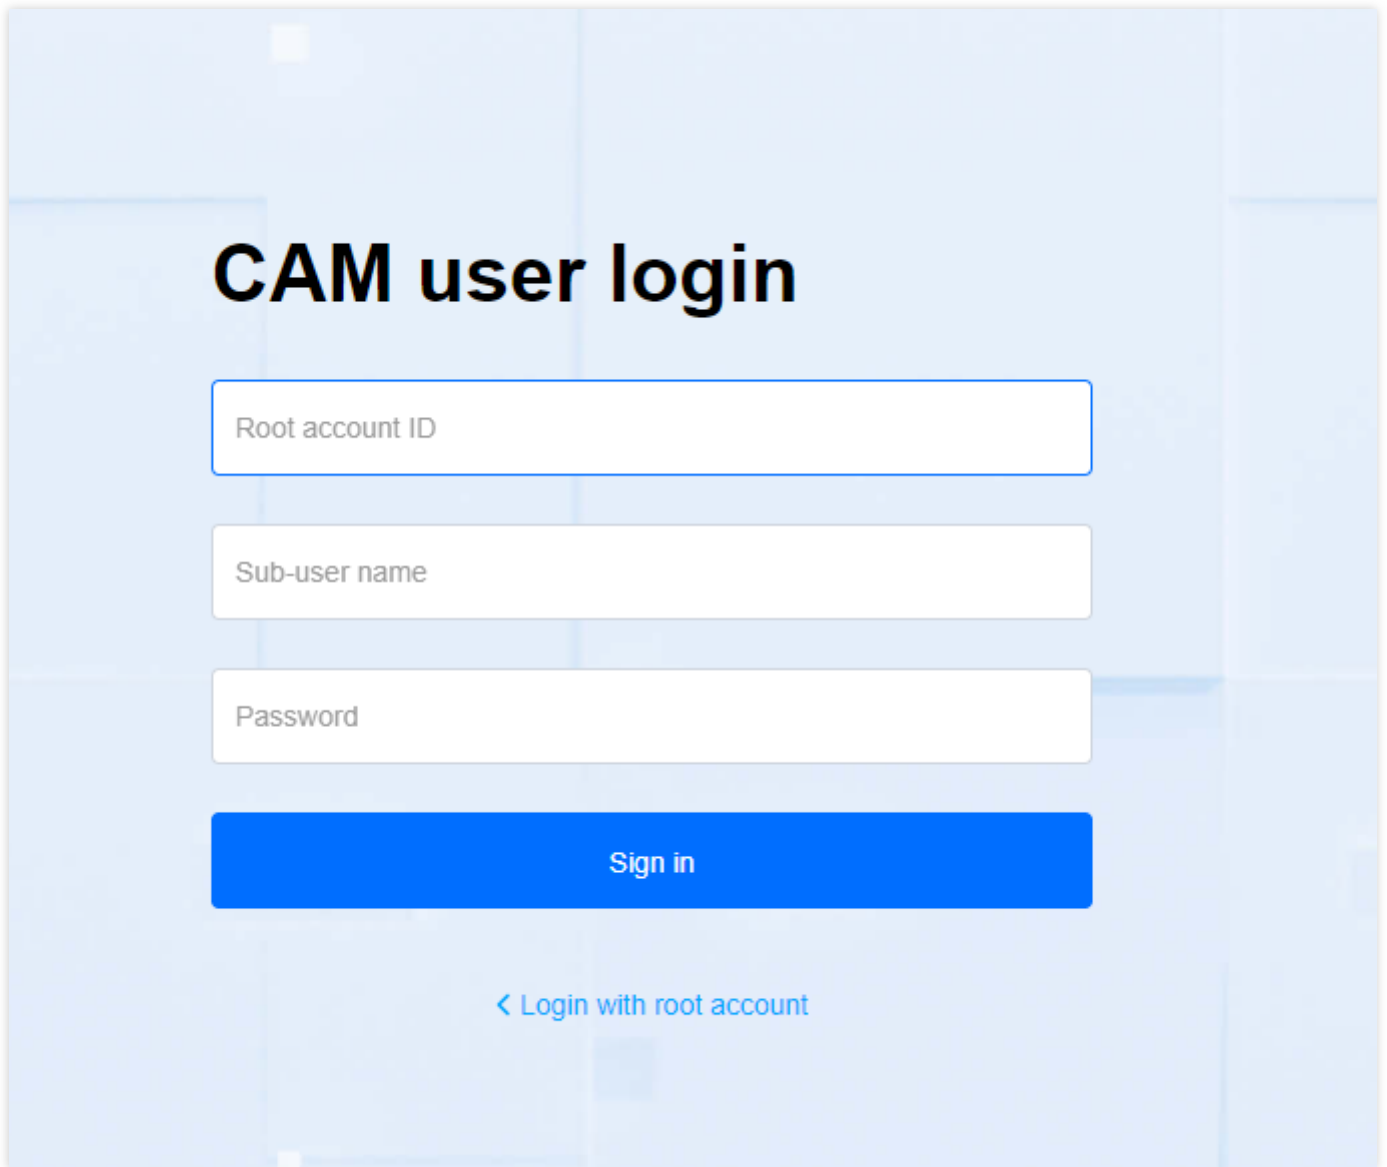 CAM user login
Root account ID
Sub-user name
Password
Sign in
Login with root account